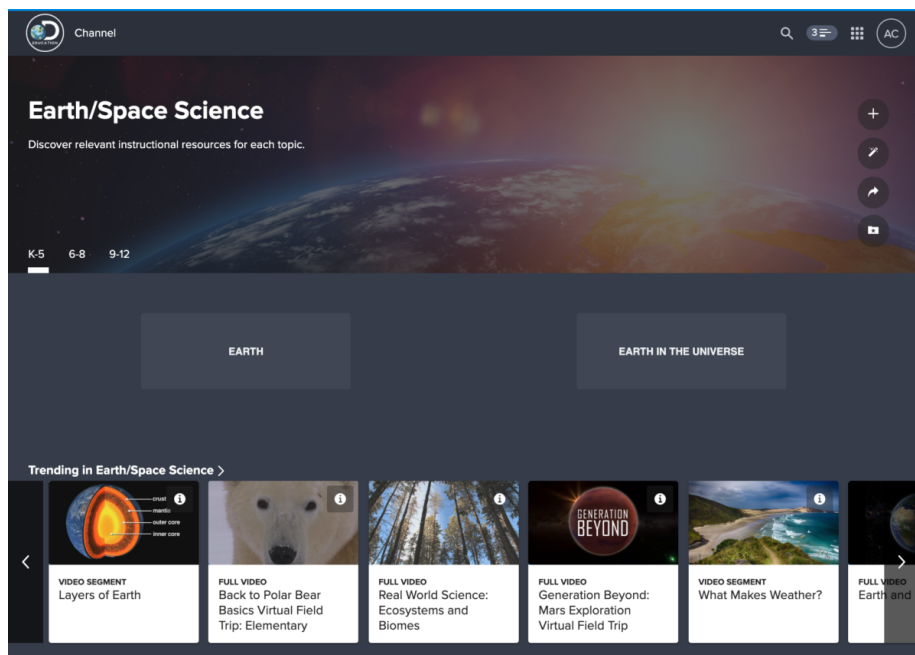 EDUCATION
Channel
3
AC
Earth/Space Science
Discover relevant instructional resources for each topic.
K-5
6-8
9-12
EARTH
EARTH IN THE UNIVERSE
Trending in Earth/Space Science >
crust
mantle
outer core
inner core
VIDEO SEGMENT
Layers of Earth
FULL VIDEO
Back to Polar Bear
Basics Virtual Field
Trip: Elementary
FULL VIDEO
Real World Science:
Ecosystems and
Biomes
GENERATION
BEYOND
FULL VIDEO
Generation Beyond:
Mars Exploration
Virtual Field Trip
VIDEO SEGMENT
What Makes Weather?
FULL VIDEO
Earth and